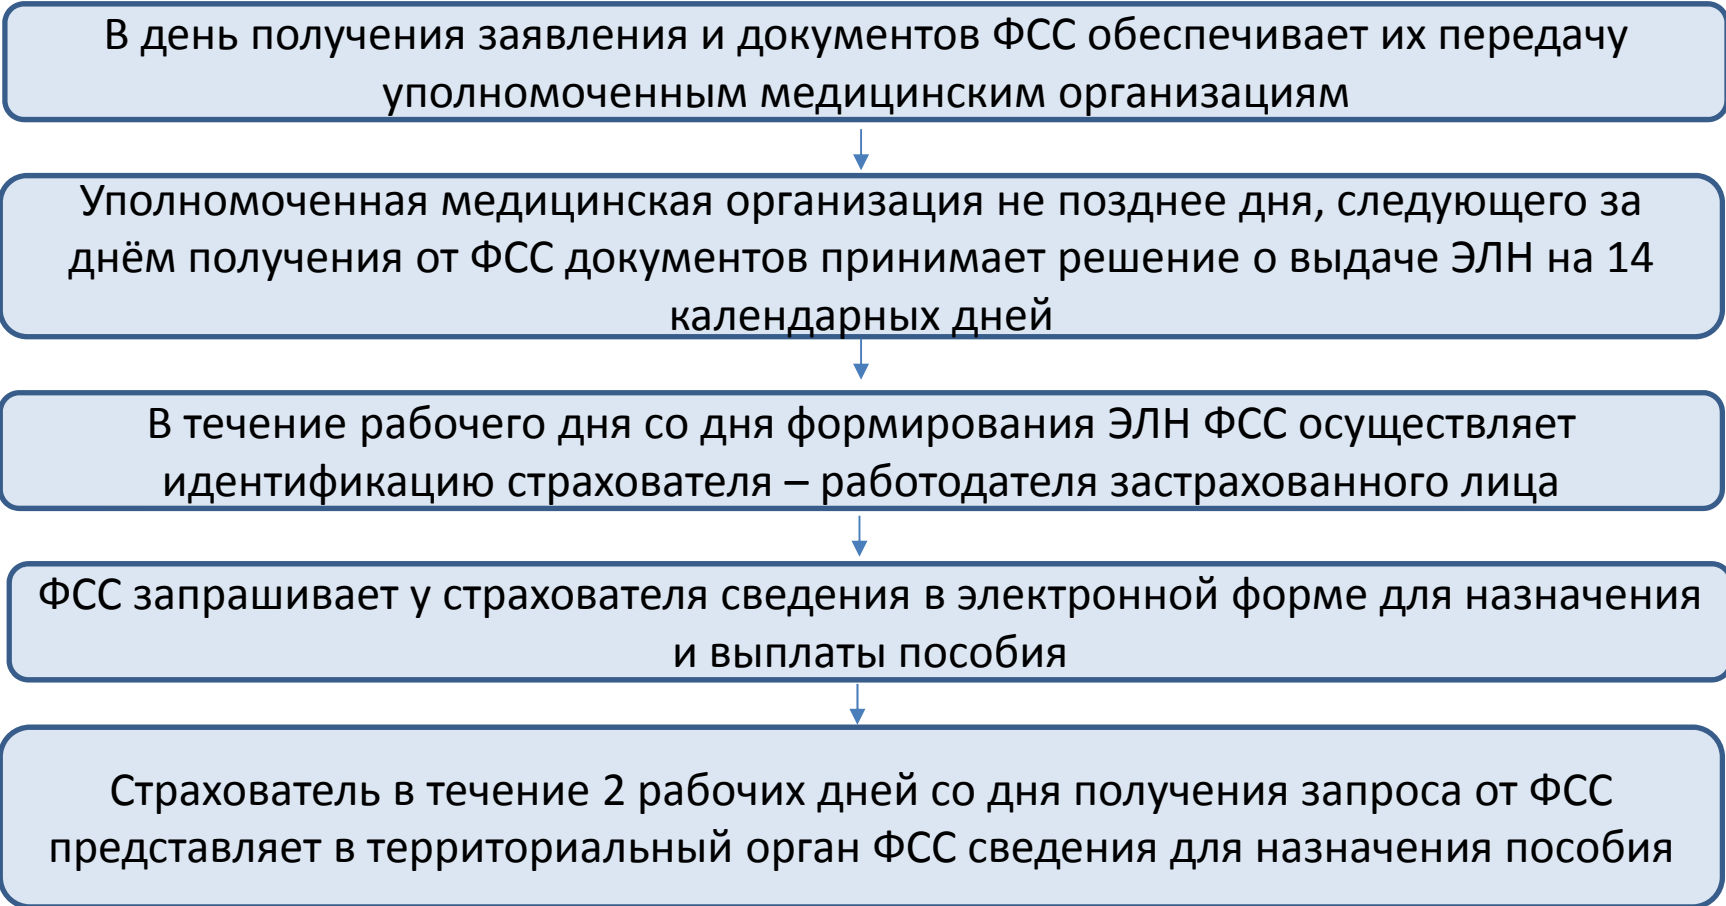 В день получения заявления и документов ФСС обеспечивает их передачу
уполномоченным медицинским организациям
Уполномоченная медицинская организация не позднее дня, следующего за
днём получения от ФСС документов принимает решение о выдаче ЭЛН на 14
календарных дней
В течение рабочего дня со дня формирования ЭЛН ФСС осуществляет
идентификацию страхователя – работодателя застрахованного лица
ФСС запрашивает у страхователя сведения в электронной форме для назначения
и выплаты пособия
Страхователь в течение 2 рабочих дней со дня получения запроса от ФСС
представляет в территориальный орган ФСС сведения для назначения пособия